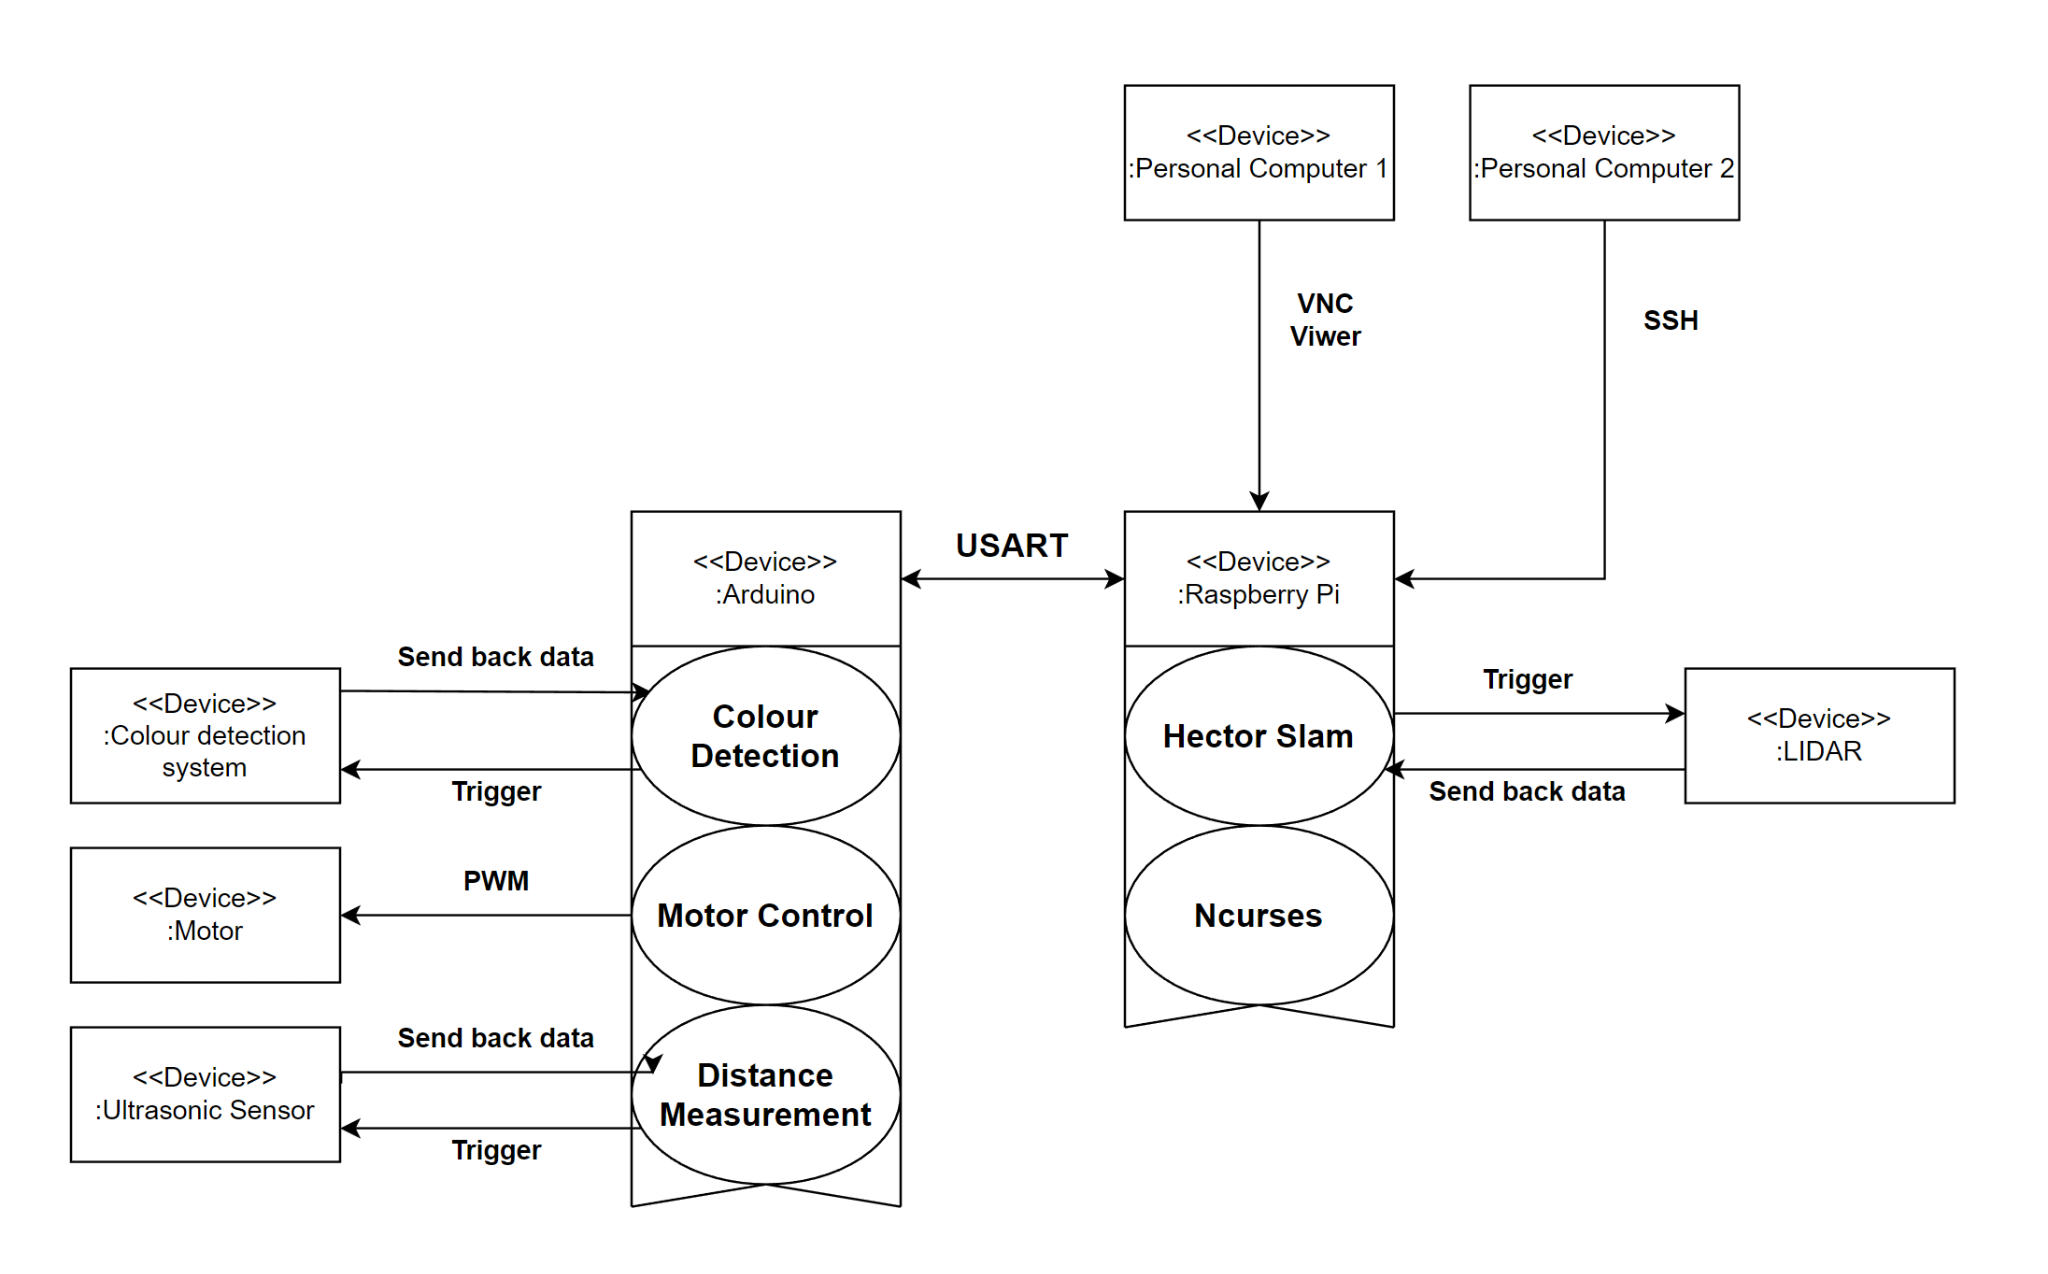 <<Device>>
:Personal Computer 1
<<Device>>
:Personal Computer 2
VNC
Viwer
SSH
<<Device>>
:Arduino
USART
<<Device>>
:Raspberry Pi
Send back data
<<Device>>
:Colour detection
system
Trigger
Colour
Detection
Hector Slam
Trigger
<<Device>>
:LIDAR
Send back data
<<Device>>
:Motor
PWM
Motor Control
Ncurses
Send back data
<<Device>>
:Ultrasonic Sensor
Trigger
Distance
Measurement